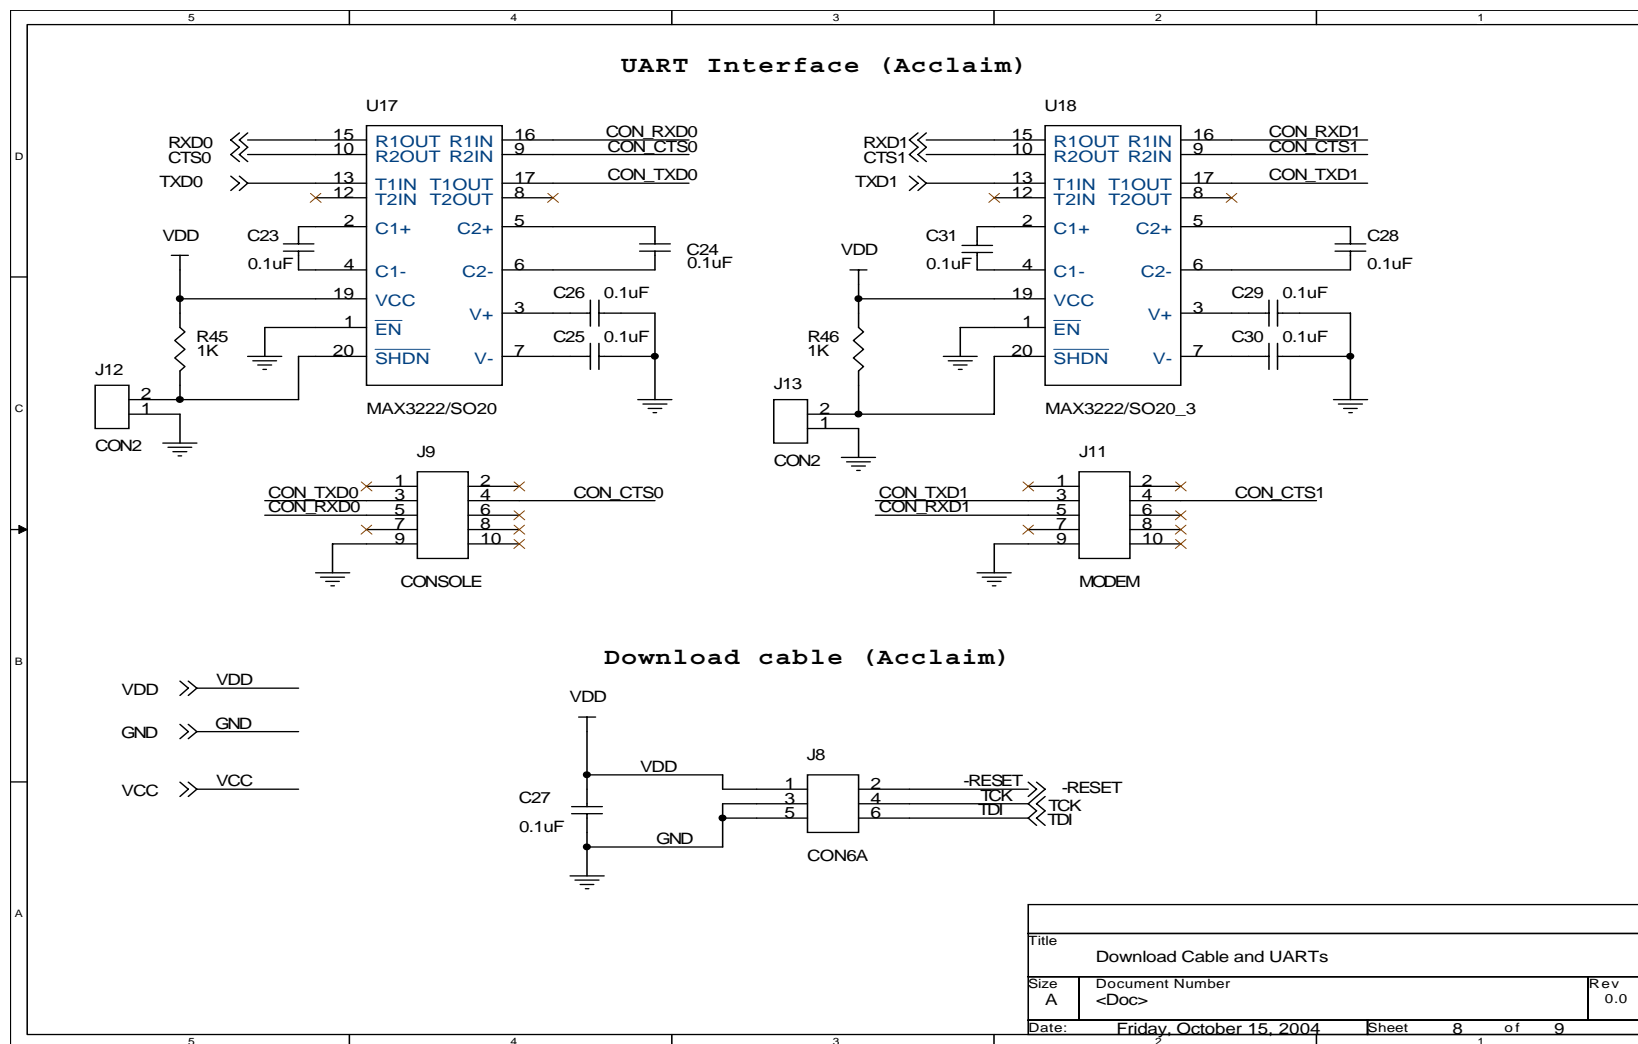 5 4 3 2 1
UART Interface (Acclaim)
D
C
B
A
U17
RXD0
CTS0
TXD0
15 R1OUT R1IN 16 CON_RXD0
10 R2OUT R2IN 9 CON_CTS0
13 T1IN T1OUT 17 CON_TXD0
12 T2IN T2OUT 8
2 C1+ C2+ 5
4 C1- C2- 6
19 VCC
V+ 3
1 EN
20 SHDN V- 7
MAX3222/SO20
VDD
C23
0.1uF
C24
0.1uF
C26 0.1uF
C25 0.1uF
R45
1K
J12
2
1
CON2
U18
RXD1
CTS1
TXD1
15 R1OUT R1IN 16 CON_RXD1
10 R2OUT R2IN 9 CON_CTS1
13 T1IN T1OUT 17 CON_TXD1
12 T2IN T2OUT 8
2 C1+ C2+ 5
4 C1- C2- 6
19 VCC
V+ 3
1 EN
20 SHDN V- 7
MAX3222/SO20_3
VDD
C31
0.1uF
C28
0.1uF
C29 0.1uF
C30 0.1uF
R46
1K
J13
2
1
CON2
J9
1 2
CON_TXD0 3 4 CON_CTS0
CON_RXD0 5 6
7 8
9 10
CONSOLE
J11
1 2
CON_TXD1 3 4 CON_CTS1
CON_RXD1 5 6
7 8
9 10
MODEM
Download cable (Acclaim)
VDD VDD
GND GND
VCC VCC
VDD
VDD
C27
0.1uF
GND
J8
1 2 -RESET -RESET
3 4 TCK TCK
5 6 TDI TDI
CON6A
Title
Download Cable and UARTs
Size Document Number Rev
A <Doc> 0.0
Date: Friday, October 15, 2004 Sheet 8 of 9
5 4 3 2 1